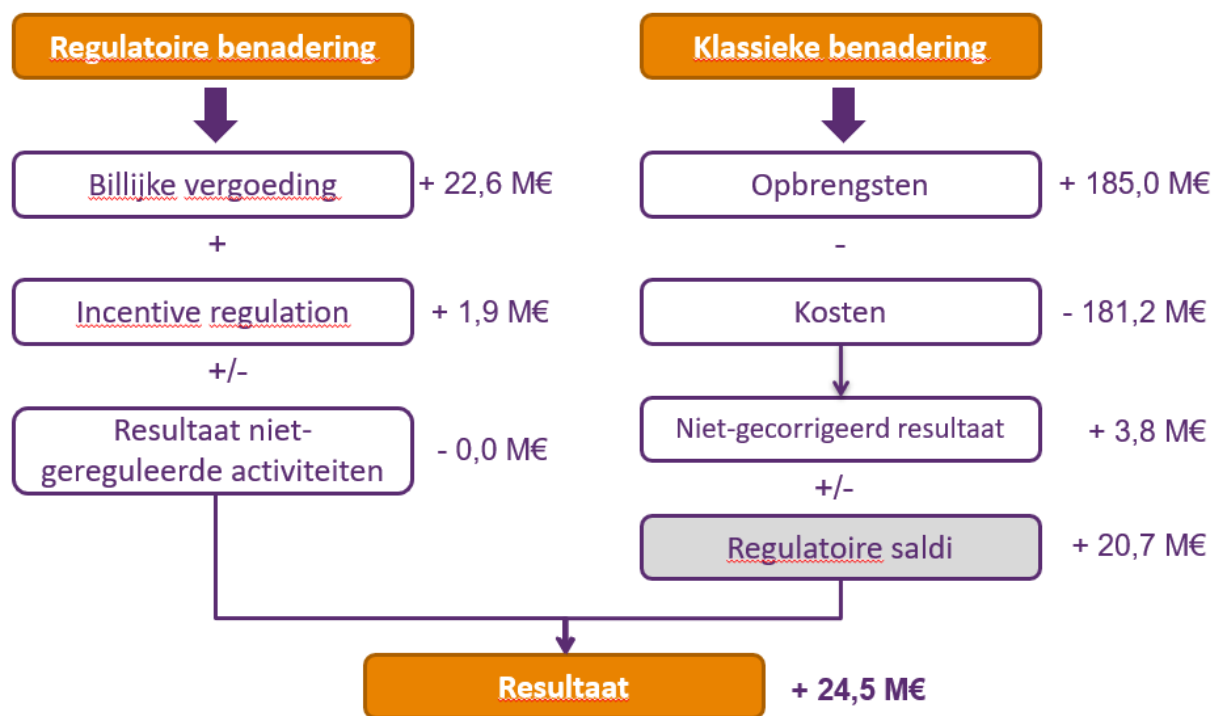 Regulatoire benadering
Klassieke benadering
Billijke vergoeding
+ 22,6 M€
Opbrengsten
+ 185,0 M€
+
-
Incentive regulation
+ 1,9 M€
Kosten
- 181,2 M€
+/-
Resultaat niet-
gereguleerde activiteiten
- 0,0 M€
Niet-gecorrigeerd resultaat
+ 3,8 M€
+/-
Regulatoire saldi
+ 20,7 M€
Resultaat
+ 24,5 M€